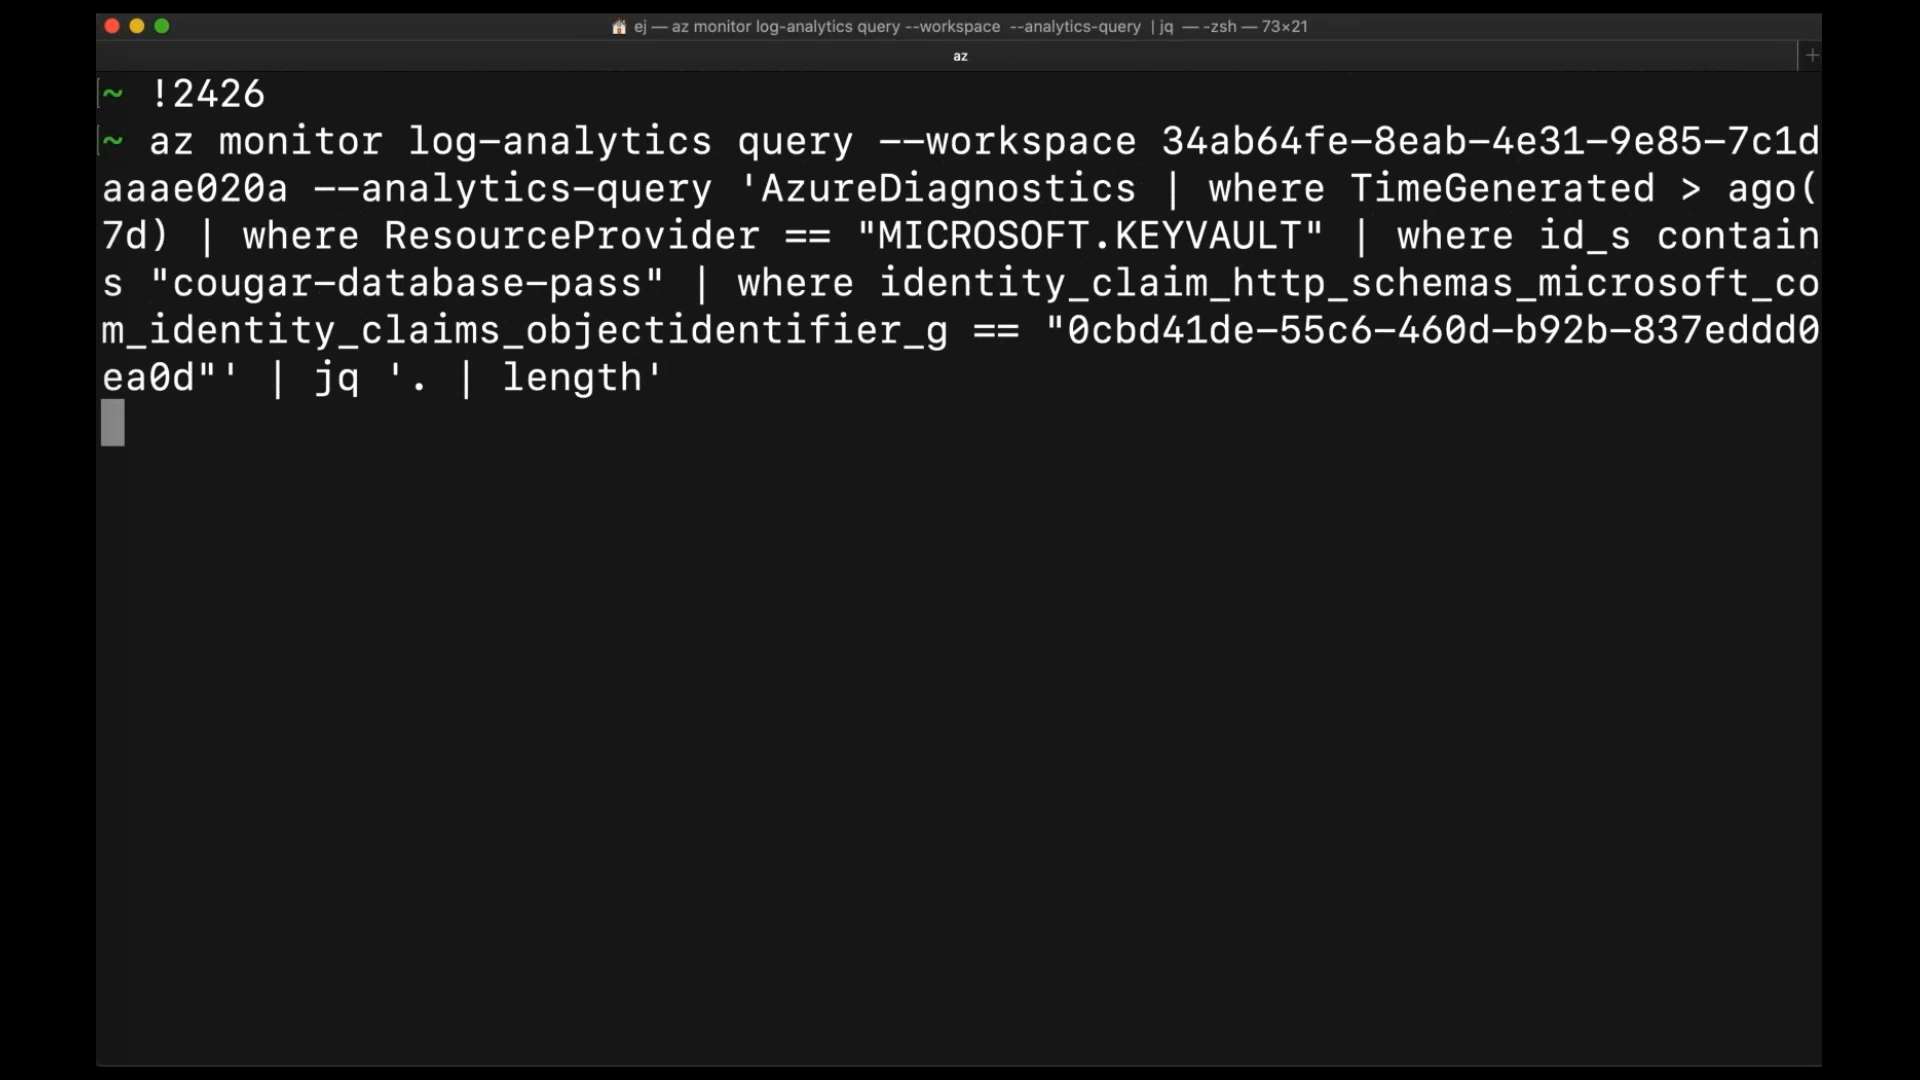 ej — az monitor log-analytics query --workspace  --analytics-query  | jq  — -zsh — 73×21
az
~ !2426
~ az monitor log-analytics query --workspace 34ab64fe-8eab-4e31-9e85-7c1d
aaae020a --analytics-query 'AzureDiagnostics | where TimeGenerated > ago(
7d) | where ResourceProvider == "MICROSOFT.KEYVAULT" | where id_s contain
s "cougar-database-pass" | where identity_claim_http_schemas_microsoft_co
m_identity_claims_objectidentifier_g == "0cbd41de-55c6-460d-b92b-837eddd0
ea0d"' | jq '. | length'